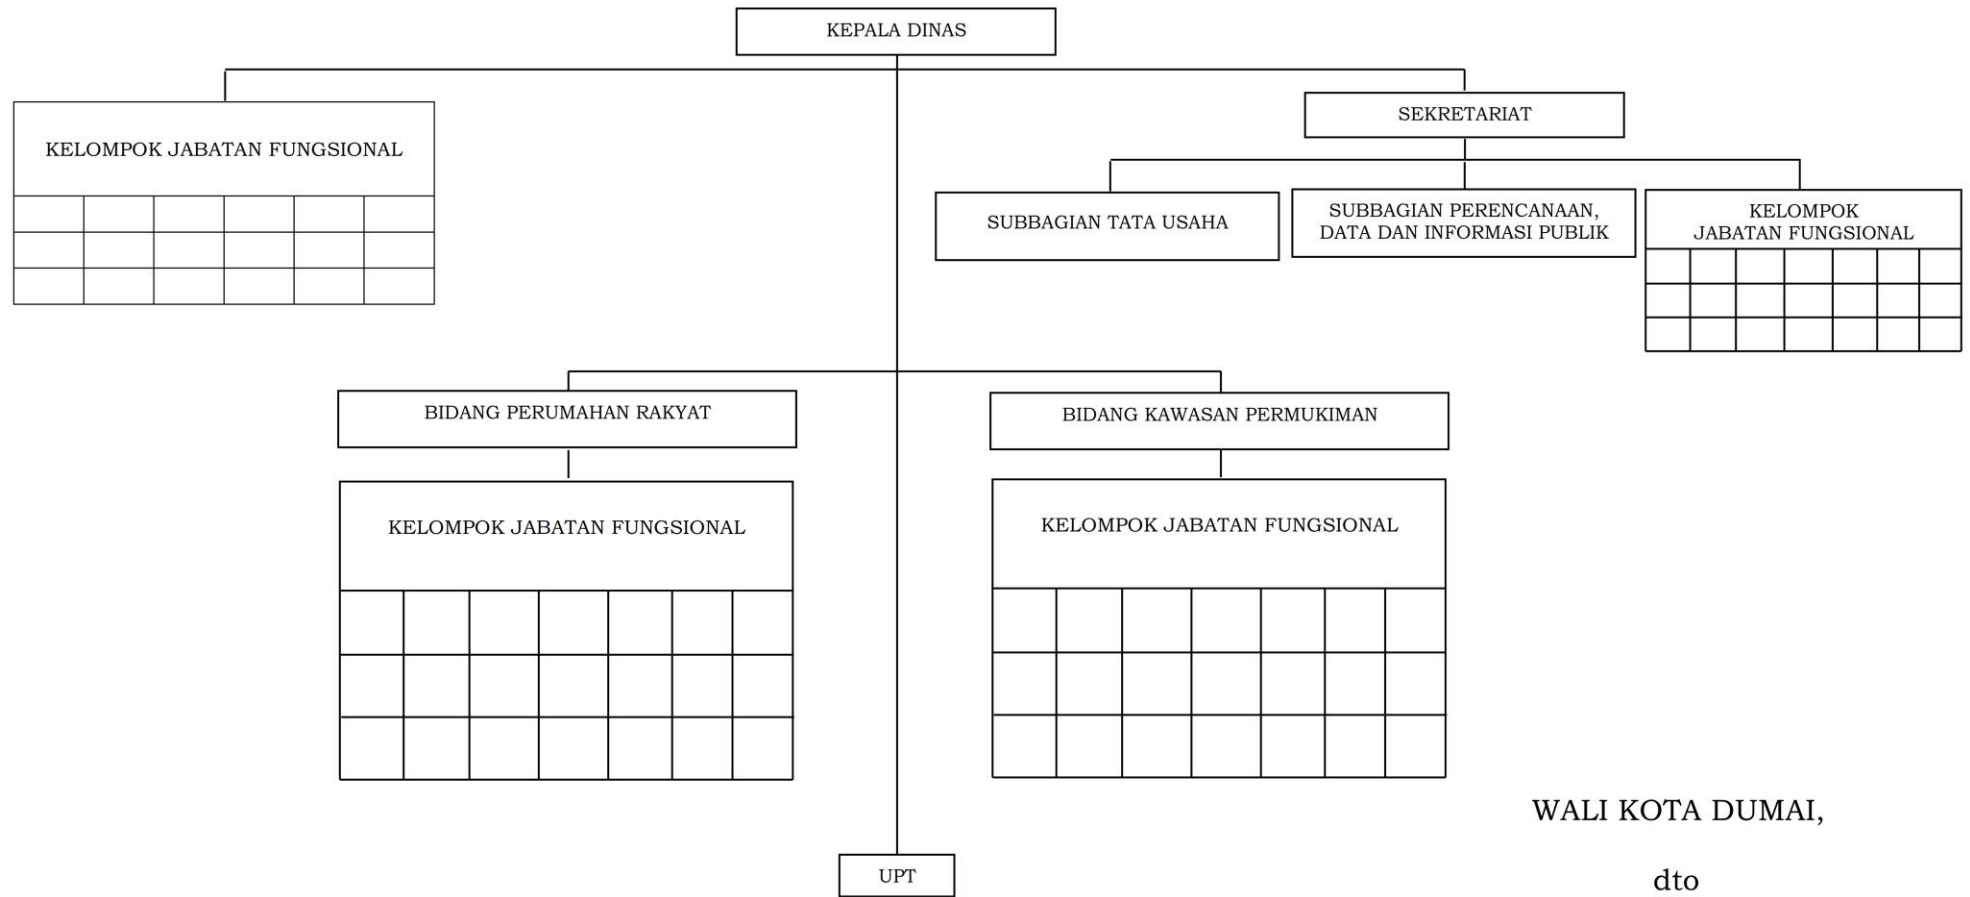 KEPALA DINAS
KELOMPOK JABATAN FUNGSIONAL
SEKRETARIAT
SUBBAGIAN TATA USAHA
SUBBAGIAN PERENCANAAN,
DATA DAN INFORMASI PUBLIK
KELOMPOK
JABATAN FUNGSIONAL
BIDANG PERUMAHAN RAKYAT
BIDANG KAWASAN PERMUKIMAN
KELOMPOK JABATAN FUNGSIONAL
KELOMPOK JABATAN FUNGSIONAL
WALI KOTA DUMAI,
UPT
dto